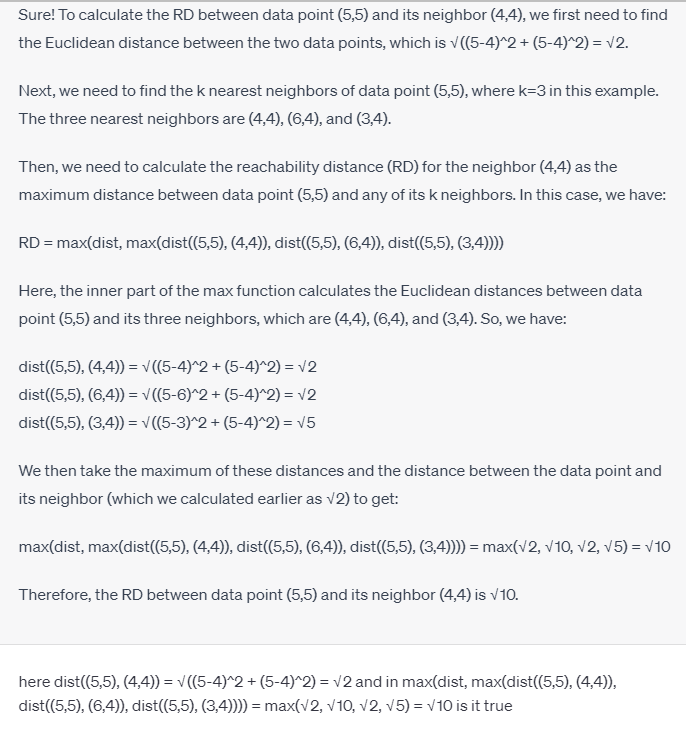 Sure! To calculate the RD between data point (5,5) and its neighbor (4,4), we first need to find
the Euclidean distance between the two data points, which is √((5-4)^2 + (5-4)^2) = √2.
Next, we need to find the k nearest neighbors of data point (5,5), where k=3 in this example.
The three nearest neighbors are (4,4), (6,4), and (3,4).
Then, we need to calculate the reachability distance (RD) for the neighbor (4,4) as the
maximum distance between data point (5,5) and any of its k neighbors. In this case, we have:
RD = max(dist, max(dist((5,5), (4,4)), dist((5,5), (6,4)), dist((5,5), (3,4))))
Here, the inner part of the max function calculates the Euclidean distances between data
point (5,5) and its three neighbors, which are (4,4), (6,4), and (3,4). So, we have:
dist((5,5), (4,4)) = √((5-4)^2 + (5-4)^2) = √2
dist((5,5), (6,4)) = √((5-6)^2 + (5-4)^2) = √2
dist((5,5), (3,4)) = √((5-3)^2 + (5-4)^2) = √5
We then take the maximum of these distances and the distance between the data point and
its neighbor (which we calculated earlier as √2) to get:
max(dist, max(dist((5,5), (4,4)), dist((5,5), (6,4)), dist((5,5), (3,4)))) = max(√2, √10, √2, √5) = √10
Therefore, the RD between data point (5,5) and its neighbor (4,4) is √10.
here dist((5,5), (4,4)) = √((5-4)^2 + (5-4)^2) = √2 and in max(dist, max(dist((5,5), (4,4)),
dist((5,5), (6,4)), dist((5,5), (3,4)))) = max(√2, √10, √2, √5) = √10 is it true